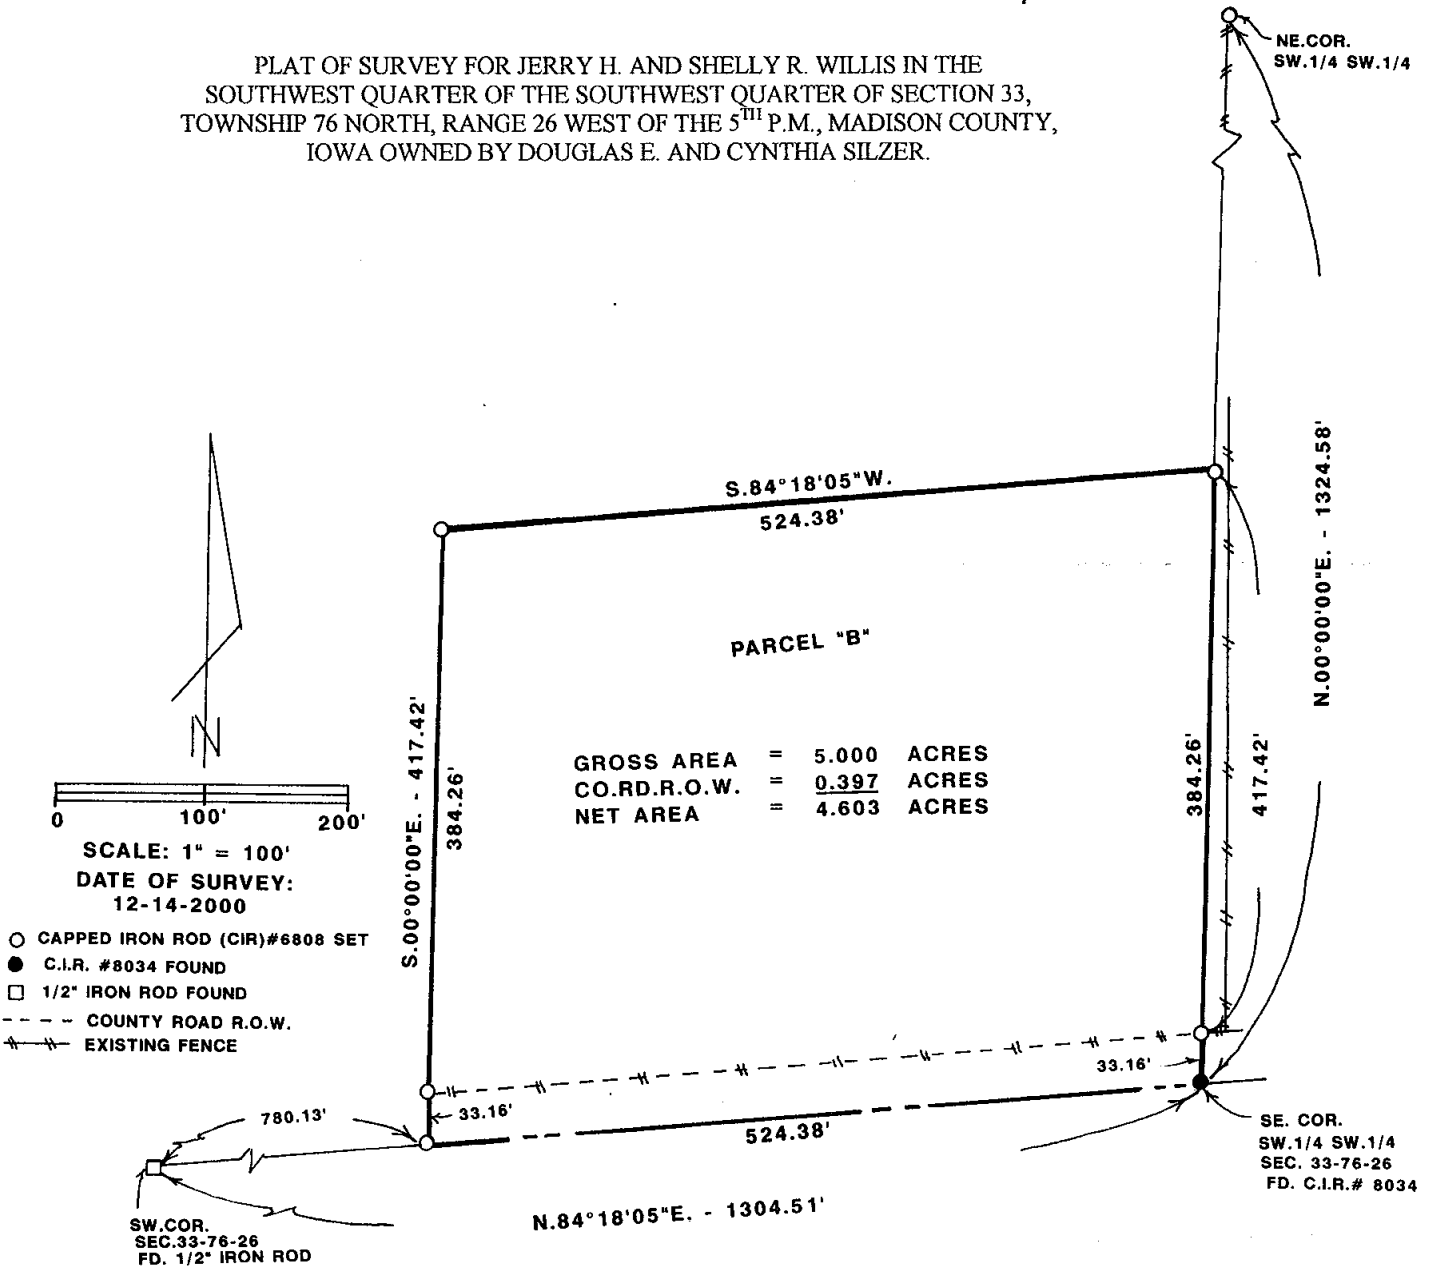 PLAT OF SURVEY FOR JERRY H. AND SHELLY R. WILLIS IN THE
SOUTHWEST QUARTER OF THE SOUTHWEST QUARTER OF SECTION 33,
TOWNSHIP 76 NORTH, RANGE 26 WEST OF THE 5TH P.M., MADISON COUNTY,
IOWA OWNED BY DOUGLAS E. AND CYNTHIA SILZER.
NE.COR.
SW.1/4 SW.1/4
S.84°18'05"W.
524.38'
N.00°00'00"E. - 1324.58'
PARCEL "B"
S.00°00'00"E. - 417.42'
384.26'
GROSS AREA = 5.000 ACRES
CO.RD.R.O.W. = 0.397 ACRES
NET AREA = 4.603 ACRES
384.26'
417.42'
N
0 100' 200'
SCALE: 1" = 100'
DATE OF SURVEY:
12-14-2000
CAPPED IRON ROD (CIR)#6808 SET
C.I.R. #8034 FOUND
1/2" IRON ROD FOUND
COUNTY ROAD R.O.W.
EXISTING FENCE
33.16'
780.13'
33.16'
524.38'
SE. COR.
SW.1/4 SW.1/4
SEC. 33-76-26
FD. C.I.R.# 8034
N.84°18'05"E. - 1304.51'
SW.COR.
SEC.33-76-26
FD. 1/2" IRON ROD